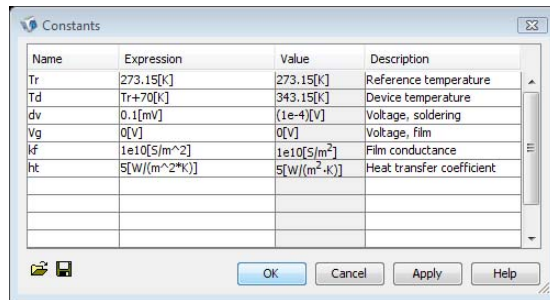 Constants
Name Expression Value Description
Tr 273.15[K] 273.15[K] Reference temperature
Td Tr+70[K] 343.15[K] Device temperature
dv 0.1[mV] (1e-4)[V] Voltage, soldering
Vg 0[V] 0[V] Voltage, film
kf 1e10[S/m^2] 1e10[S/m²] Film conductance
ht 5[W/(m^2*K)] 5[W/(m²·K)] Heat transfer coefficient
OK Cancel Apply Help